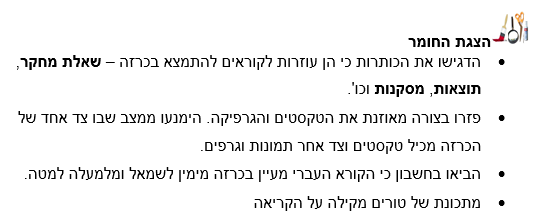 הצגת החומר
• הדגישו את הכותרות כי הן עוזרות לקוראים להתמצא בכרזה – שאלת מחקר,
תוצאות, מסקנות וכו'.
• פזרו בצורה מאוזנת את הטקסטים והגרפיקה. הימנעו ממצב שבו צד אחד של
הכרזה מכיל טקסטים וצד אחר תמונות וגרפים.
• הביאו בחשבון כי הקורא העברי מעיין בכרזה מימין לשמאל ומלמעלה למטה.
• מתכונת של טורים מקילה על הקריאה